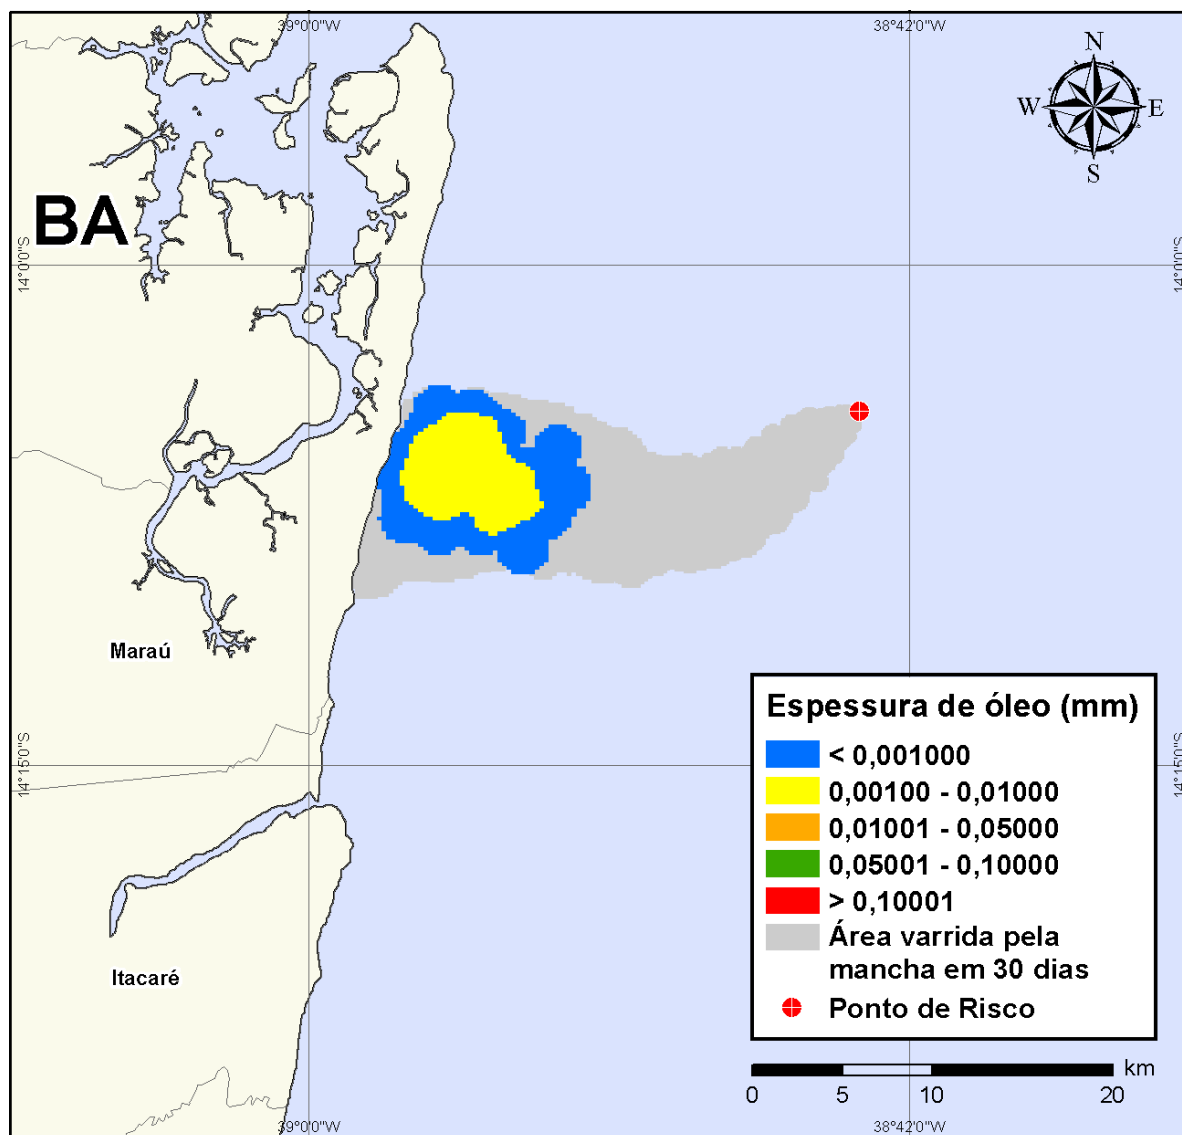 39°0'0"W
38°42'0"W
N
W
E
S
BA
14°0'0"S
14°0'0"S
Maraú
Espessura de óleo (mm)
< 0,001000
0,00100 - 0,01000
0,01001 - 0,05000
0,05001 - 0,10000
> 0,10001
Área varrida pela
mancha em 30 dias
Ponto de Risco
14°15'0"S
14°15'0"S
Itacaré
km
0
5
10
20
39°0'0"W
38°42'0"W